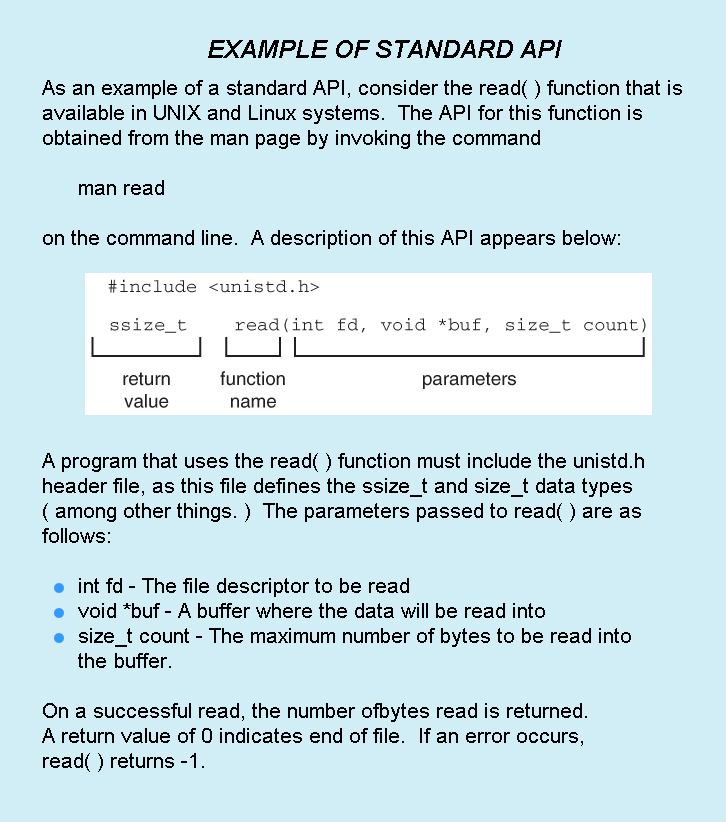 EXAMPLE OF STANDARD API
As an example of a standard API, consider the read( ) function that is
available in UNIX and Linux systems.  The API for this function is
obtained from the man page by invoking the command
man read
on the command line.  A description of this API appears below:
#include <unistd.h>
ssize_t read(int fd, void *buf, size_t count)
return function parameters
value name
A program that uses the read( ) function must include the unistd.h
header file, as this file defines the ssize_t and size_t data types
( among other things. )  The parameters passed to read( ) are as
follows:
int fd - The file descriptor to be read
void *buf - A buffer where the data will be read into
size_t count - The maximum number of bytes to be read into
the buffer.
On a successful read, the number ofbytes read is returned.
A return value of 0 indicates end of file.  If an error occurs,
read( ) returns -1.